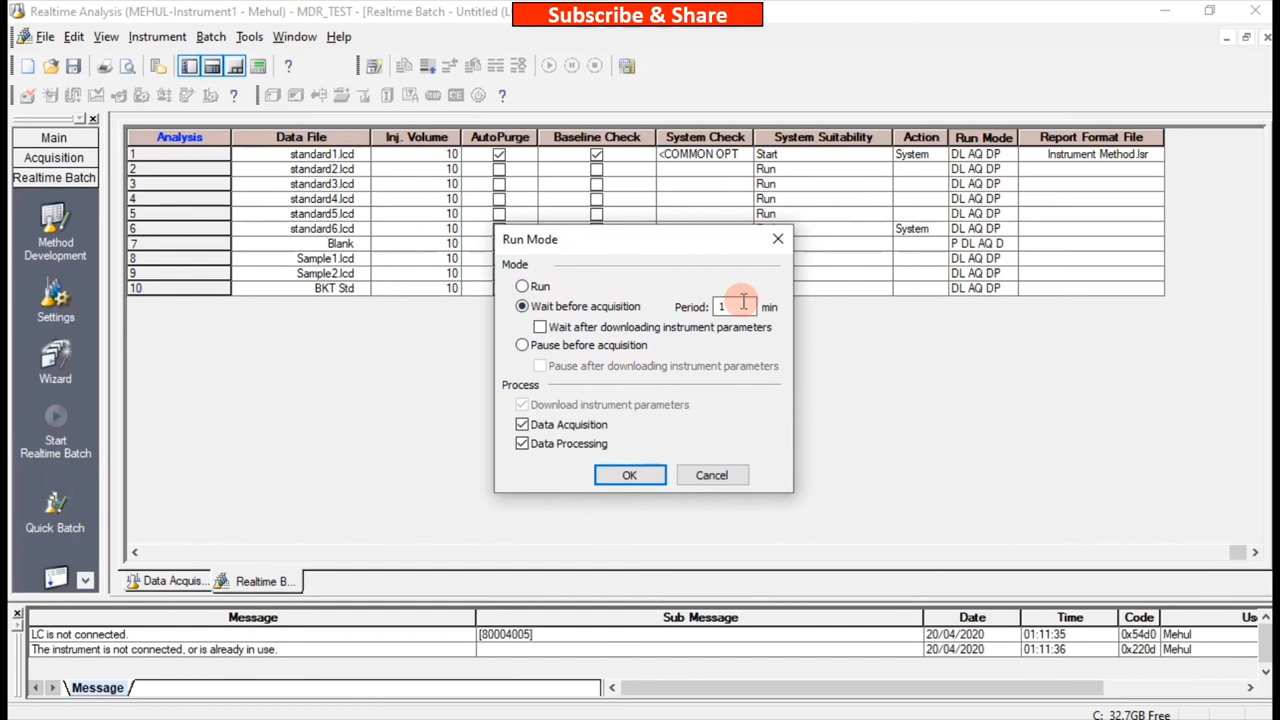 Realtime Analysis (MEHUL-Instrument1 - Mehul) - MDR_TEST - [Realtime Batch - Untitled (L
Subscribe & Share
File Edit View Instrument Batch Tools Window Help
Main
Acquisition
Realtime Batch
Method
Development
Settings
Wizard
Start
Realtime Batch
Quick Batch
Analysis Data File Inj. Volume AutoPurge Baseline Check System Check System Suitability Action Run Mode Report Format File
1 standard1.lcd 10 <COMMON OPT Start System DL AQ DP Instrument Method.lsr
2 standard2.lcd 10 Run DL AQ DP
3 standard3.lcd 10 Run DL AQ DP
4 standard4.lcd 10 Run DL AQ DP
5 standard5.lcd 10 Run DL AQ DP
6 standard6.lcd 10 System DL AQ DP
7 Blank 10 P DL AQ D
8 Sample1.lcd 10 DL AQ DP
9 Sample2.lcd 10 DL AQ DP
10 BKT Std 10 DL AQ DP
Run Mode
Mode
Run
Wait before acquisition Period: 1 min
Wait after downloading instrument parameters
Pause before acquisition
Pause after downloading instrument parameters
Process
Download instrument parameters
Data Acquisition
Data Processing
OK Cancel
Data Acquis... Realtime B...
Message Sub Message Date Time Code Us
LC is not connected. [80004005] 20/04/2020 01:11:35 0x54d0 Mehul
The instrument is not connected, or is already in use. 20/04/2020 01:11:36 0x220d Mehul
Message
C: 32.7GB Free